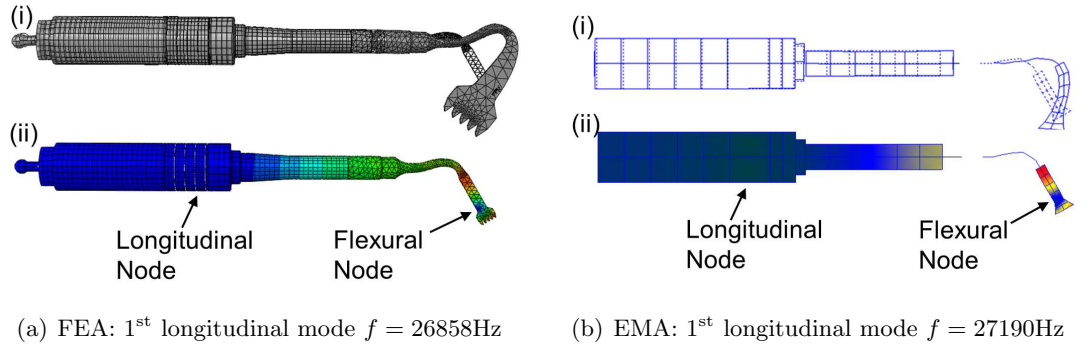 (i)
(ii)
Longitudinal
Node
Flexural
Node
(a) FEA: 1st longitudinal mode f = 26858Hz
(i)
(ii)
Longitudinal
Node
Flexural
Node
(b) EMA: 1st longitudinal mode f = 27190Hz